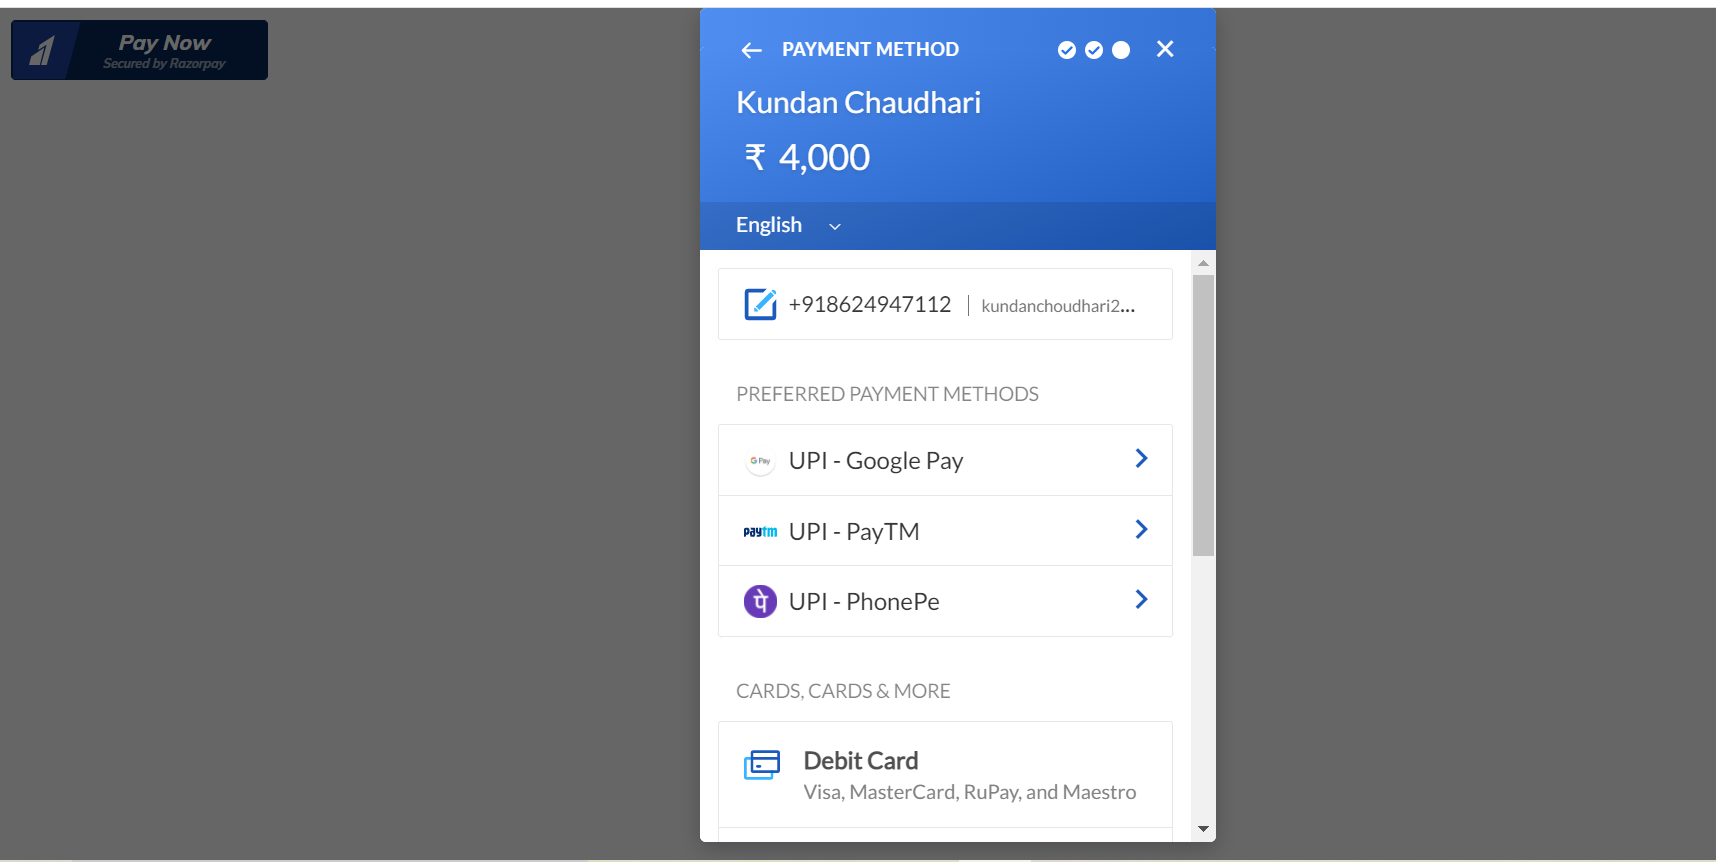 Pay Now
Secured by Razorpay
PAYMENT METHOD
Kundan Chaudhari
₹ 4,000
English
+918624947112 | kundanchoudhari2...
PREFERRED PAYMENT METHODS
G Pay UPI - Google Pay
paytm UPI - PayTM
पे UPI - PhonePe
CARDS, CARDS & MORE
Debit Card
Visa, MasterCard, RuPay, and Maestro